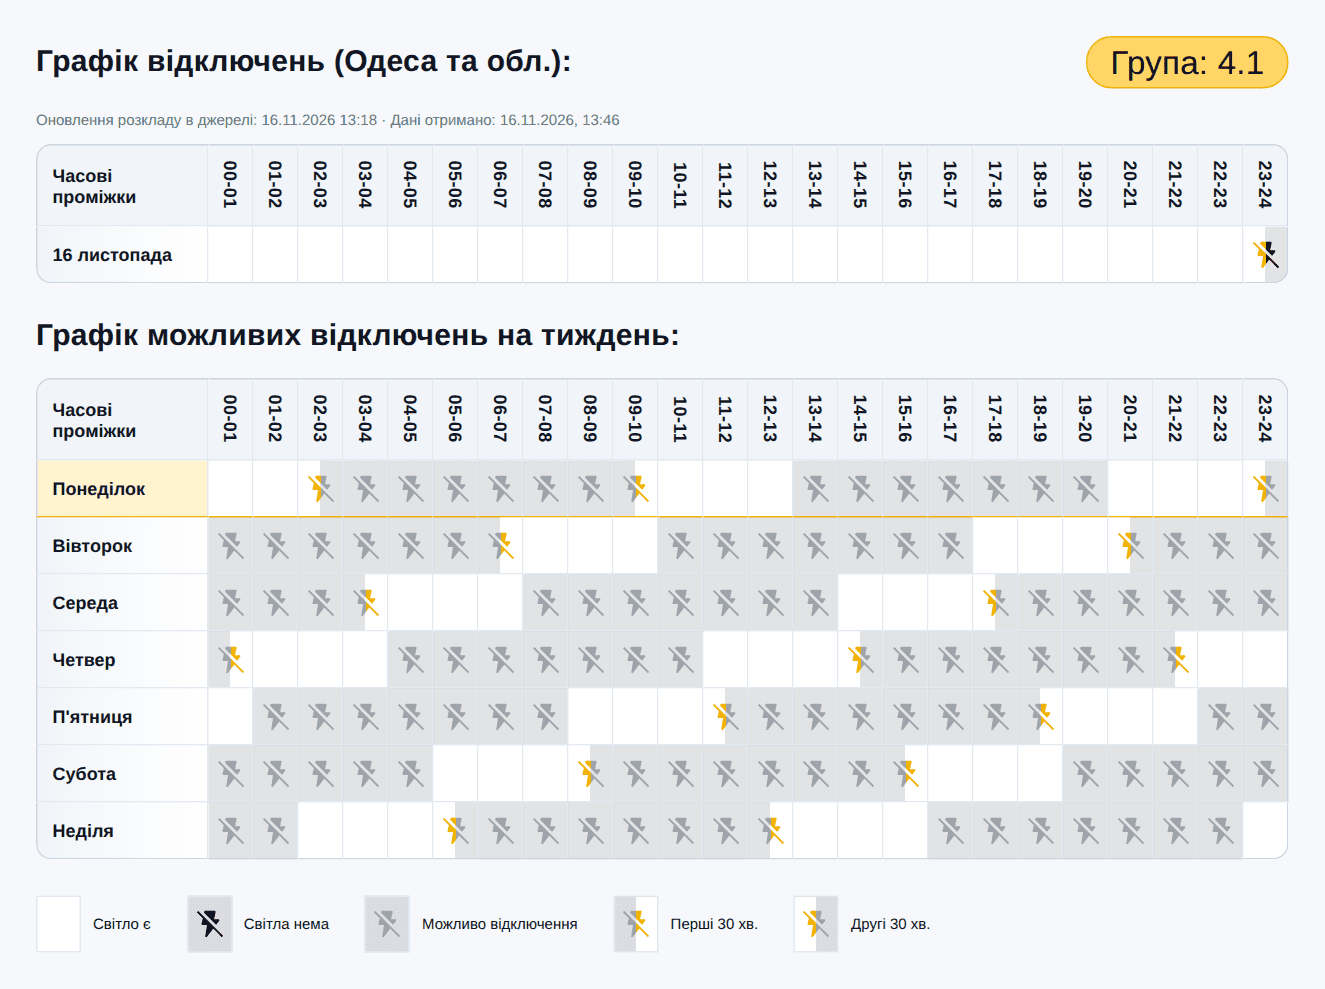 Графік відключень (Одеса та обл.):
Група: 4.1
Оновлення розкладу в джерелі: 16.11.2026 13:18 · Дані отримано: 16.11.2026, 13:46
Часові проміжки 00-01 01-02 02-03 03-04 04-05 05-06 06-07 07-08 08-09 09-10 10-11 11-12 12-13 13-14 14-15 15-16 16-17 17-18 18-19 19-20 20-21 21-22 22-23 23-24
16 листопада
Графік можливих відключень на тиждень:
Часові проміжки 00-01 01-02 02-03 03-04 04-05 05-06 06-07 07-08 08-09 09-10 10-11 11-12 12-13 13-14 14-15 15-16 16-17 17-18 18-19 19-20 20-21 21-22 22-23 23-24
Понеділок
Вівторок
Середа
Четвер
П'ятниця
Субота
Неділя
Світло є
Світла нема
Можливо відключення
Перші 30 хв.
Другі 30 хв.